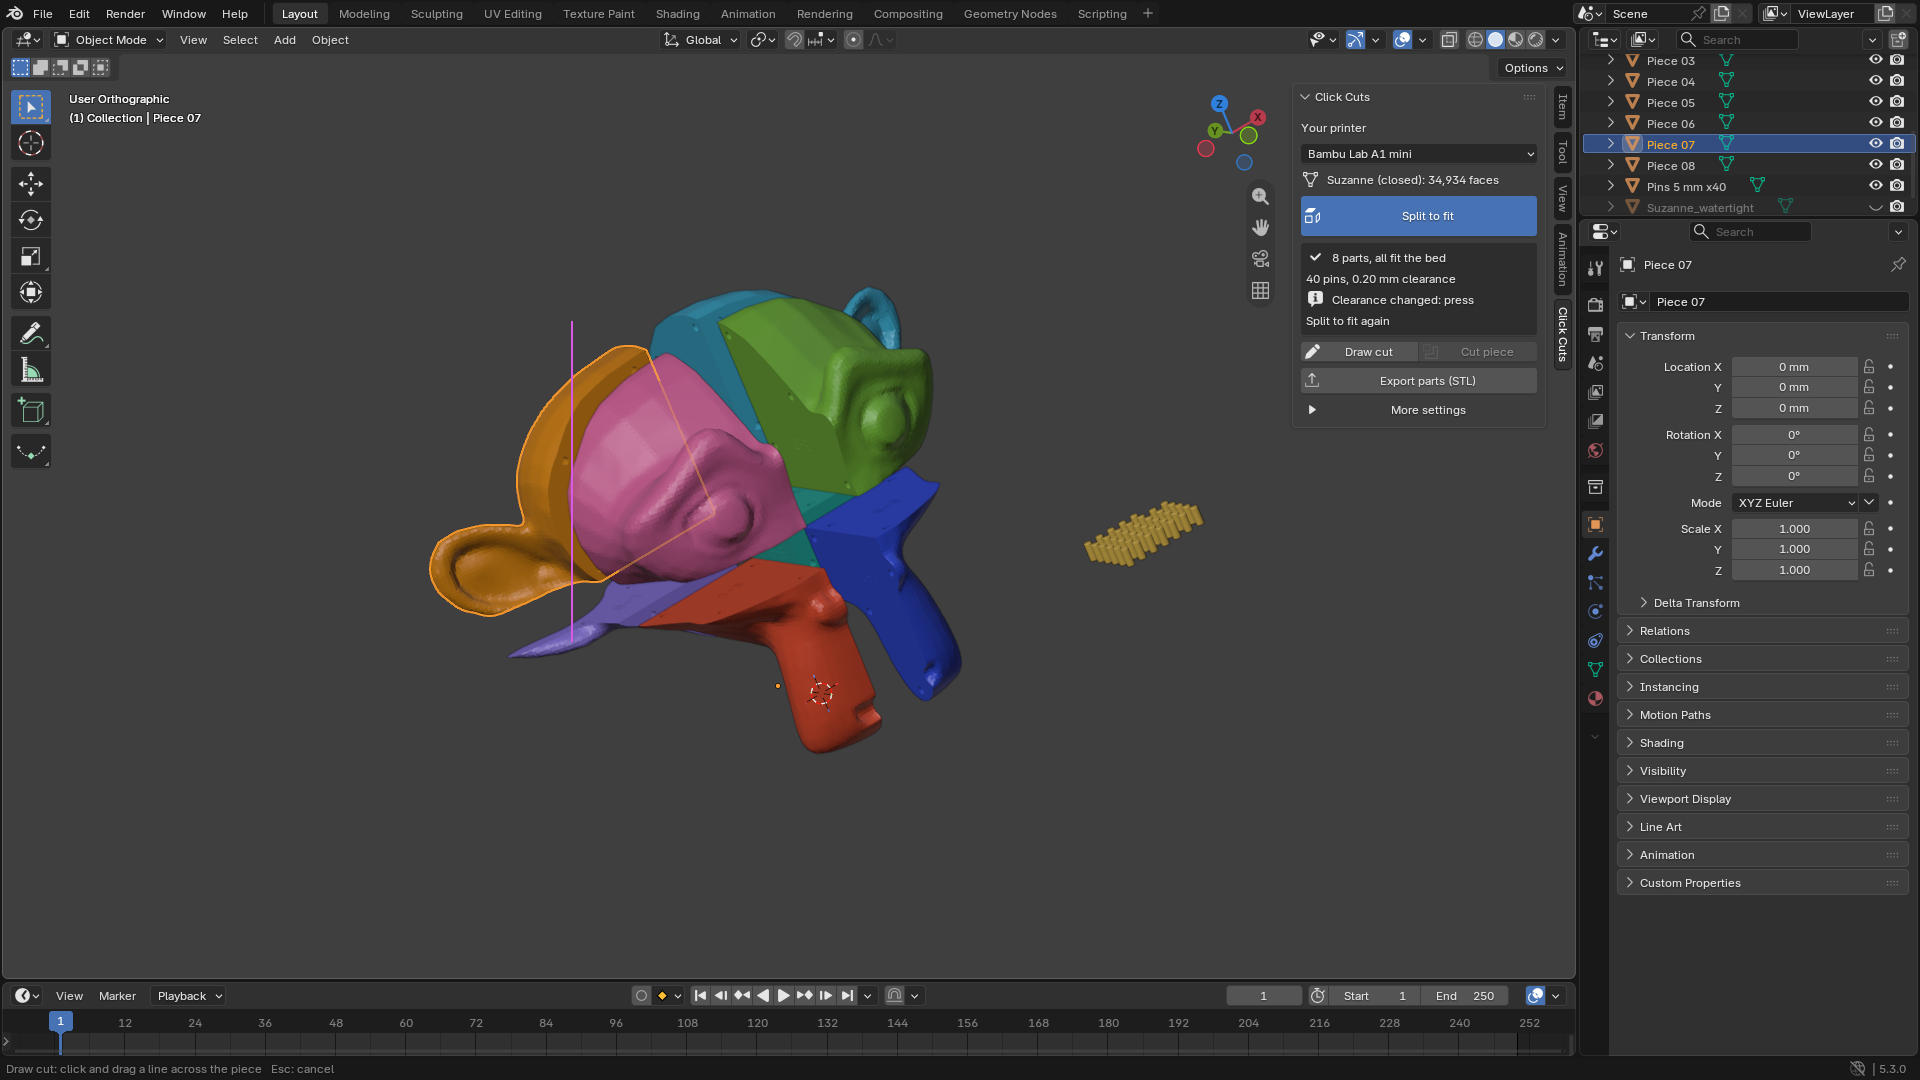 File Edit Render Window Help Layout Modeling Sculpting UV Editing Texture Paint Shading Animation Rendering Compositing Geometry Nodes Scripting Scene ViewLayer
Object Mode View Select Add Object Global Search
Options
User Orthographic
(1) Collection | Piece 07
Z
X
Y
Click Cuts
Your printer
Bambu Lab A1 mini
Suzanne (closed): 34,934 faces
Split to fit
8 parts, all fit the bed
40 pins, 0.20 mm clearance
Clearance changed: press
Split to fit again
Draw cut Cut piece
Export parts (STL)
More settings
Item
Tool
View
Animation
Click Cuts
Piece 03
Piece 04
Piece 05
Piece 06
Piece 07
Piece 08
Pins 5 mm x40
Suzanne_watertight
Search
Piece 07
Piece 07
Transform
Location X 0 mm
Y 0 mm
Z 0 mm
Rotation X 0°
Y 0°
Z 0°
Mode XYZ Euler
Scale X 1.000
Y 1.000
Z 1.000
Delta Transform
Relations
Collections
Instancing
Motion Paths
Shading
Visibility
Viewport Display
Line Art
Animation
Custom Properties
View Marker Playback 1 Start 1 End 250
1 12 24 36 48 60 72 84 96 108 120 132 144 156 168 180 192 204 216 228 240 252
Draw cut: click and drag a line across the piece Esc: cancel 5.3.0